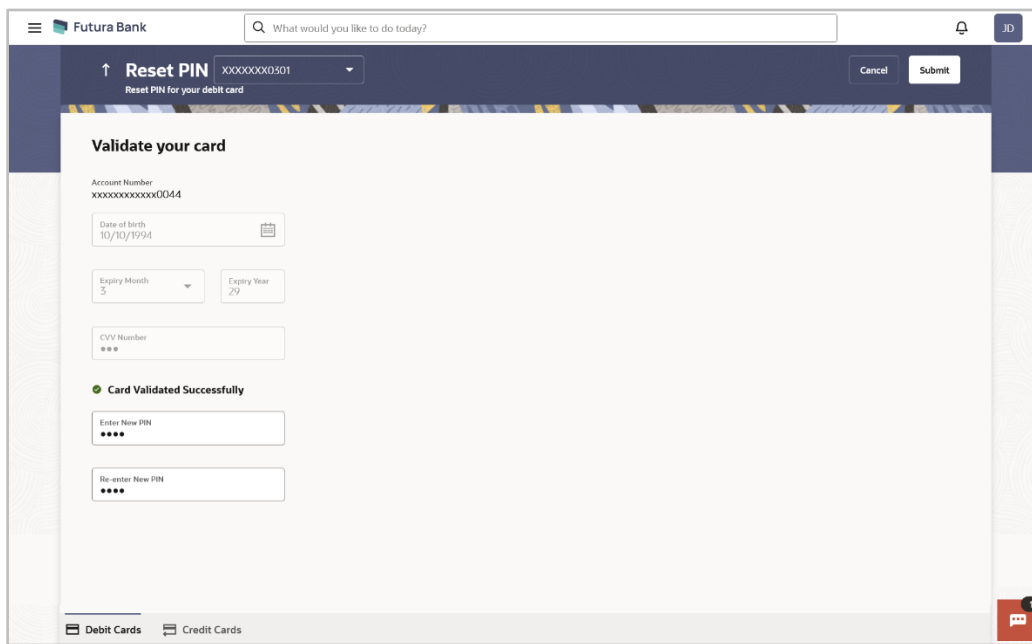 Futura Bank
What would you like to do today?
JD
Reset PIN XXXXXXX0301
Cancel
Submit
Reset PIN for your debit card
Validate your card
Account Number
xxxxxxxxxxxx0044
Date of birth
10/10/1994
Expiry Month
3
Expiry Year
29
CVV Number
•••
Card Validated Successfully
Enter New PIN
••••
Re-enter New PIN
••••
Debit Cards
Credit Cards